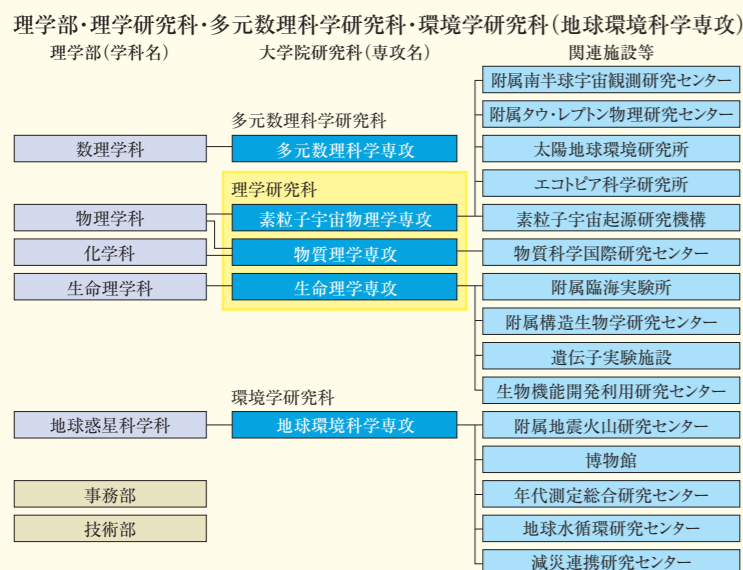 理学部・理学研究科・多元数理科学研究科・環境学研究科（地球環境科学専攻）
理学部（学科名）
大学院研究科（専攻名）
関連施設等
附属南半球宇宙観測研究センター
附属タウ・レプトン物理研究センター
多元数理科学研究科
数理学科
多元数理科学専攻
太陽地球環境研究所
理学研究科
エコトピア科学研究所
物理学科
素粒子宇宙物理学専攻
素粒子宇宙起源研究機構
化学科
物質理学専攻
物質科学国際研究センター
生命理学科
生命理学専攻
附属臨海実験所
附属構造生物学研究センター
遺伝子実験施設
環境学研究科
生物機能開発利用研究センター
地球惑星科学科
地球環境科学専攻
附属地震火山研究センター
博物館
事務部
年代測定総合研究センター
技術部
地球水循環研究センター
減災連携研究センター